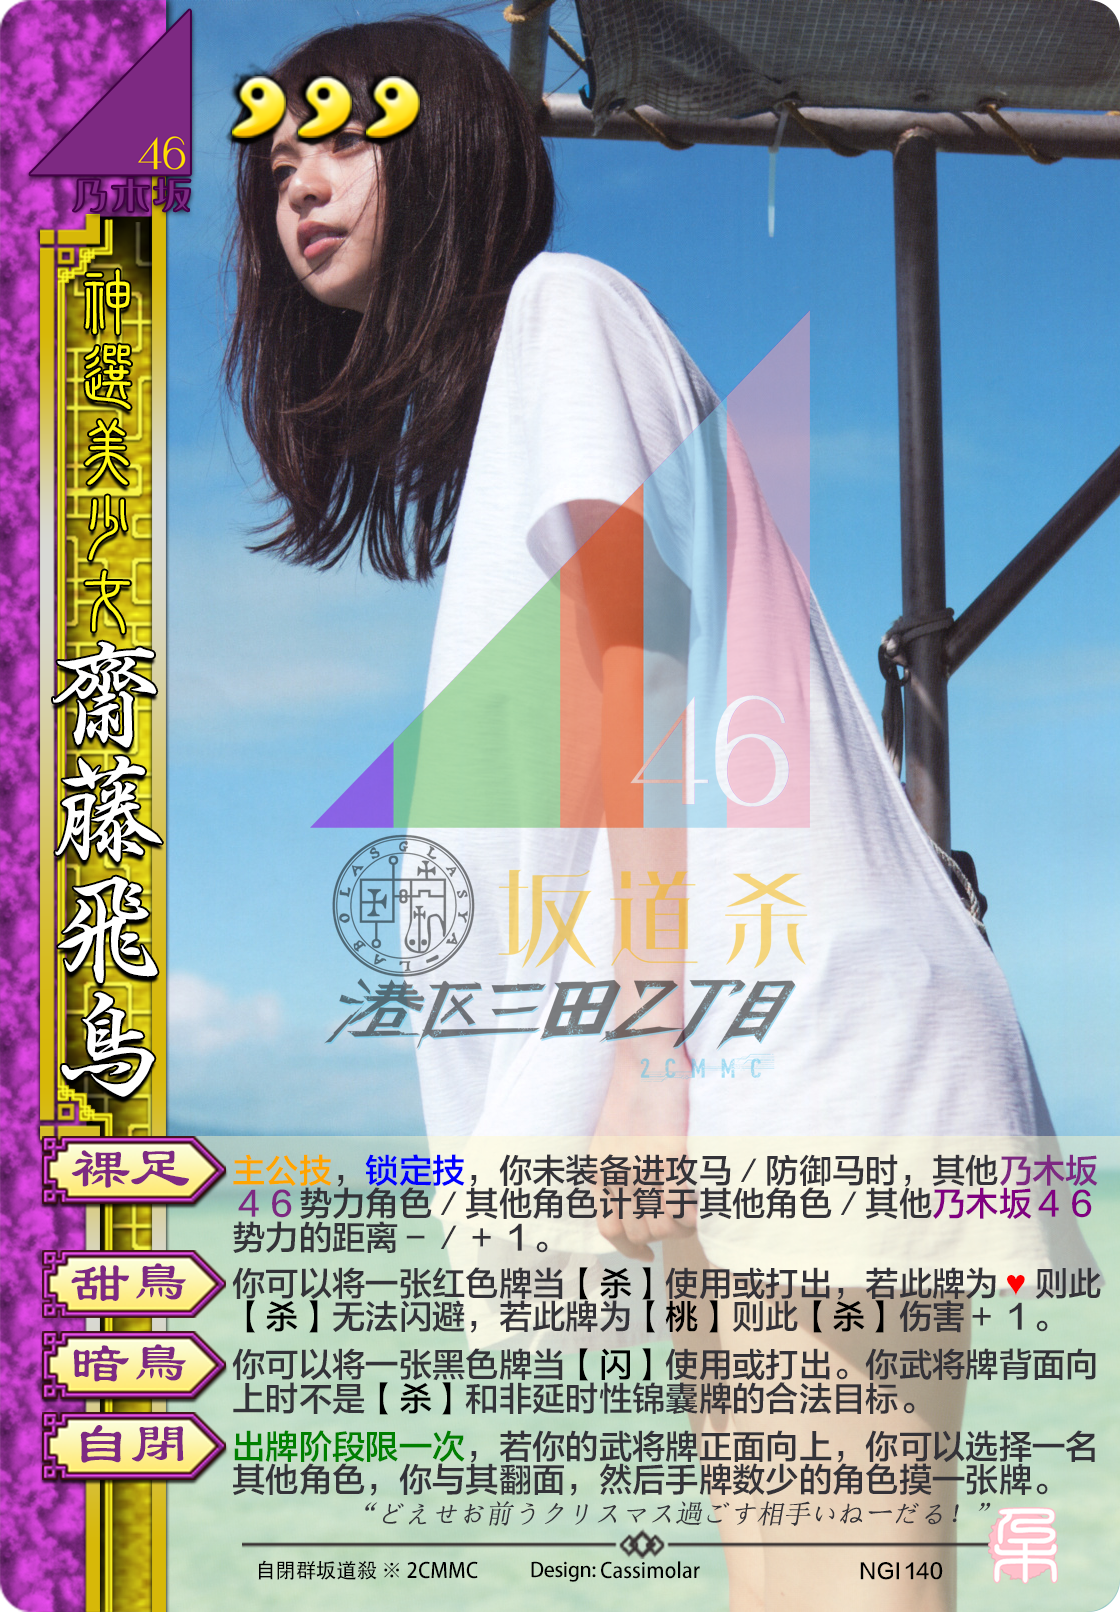 46
乃木坂
神選美少女
齋藤飛鳥
46
GLASYA-LABOLAS
坂道杀
港区三田2丁目
2CMMC
裸足
主公技，锁定技，你未装备进攻马／防御马时，其他乃木坂
４６势力角色／其他角色计算于其他角色／其他乃木坂４６
势力的距离－／＋１。
甜鳥
你可以将一张红色牌当【杀】使用或打出，若此牌为♥则此
【杀】无法闪避，若此牌为【桃】则此【杀】伤害＋１。
暗鳥
你可以将一张黑色牌当【闪】使用或打出。你武将牌背面向
上时不是【杀】和非延时性锦囊牌的合法目标。
自閉
出牌阶段限一次，若你的武将牌正面向上，你可以选择一名
其他角色，你与其翻面，然后手牌数少的角色摸一张牌。
“どえせお前うクリスマス過ごす相手いねーだる！”
自閉群坂道殺 ※ 2CMMC Design: Cassimolar NGI140